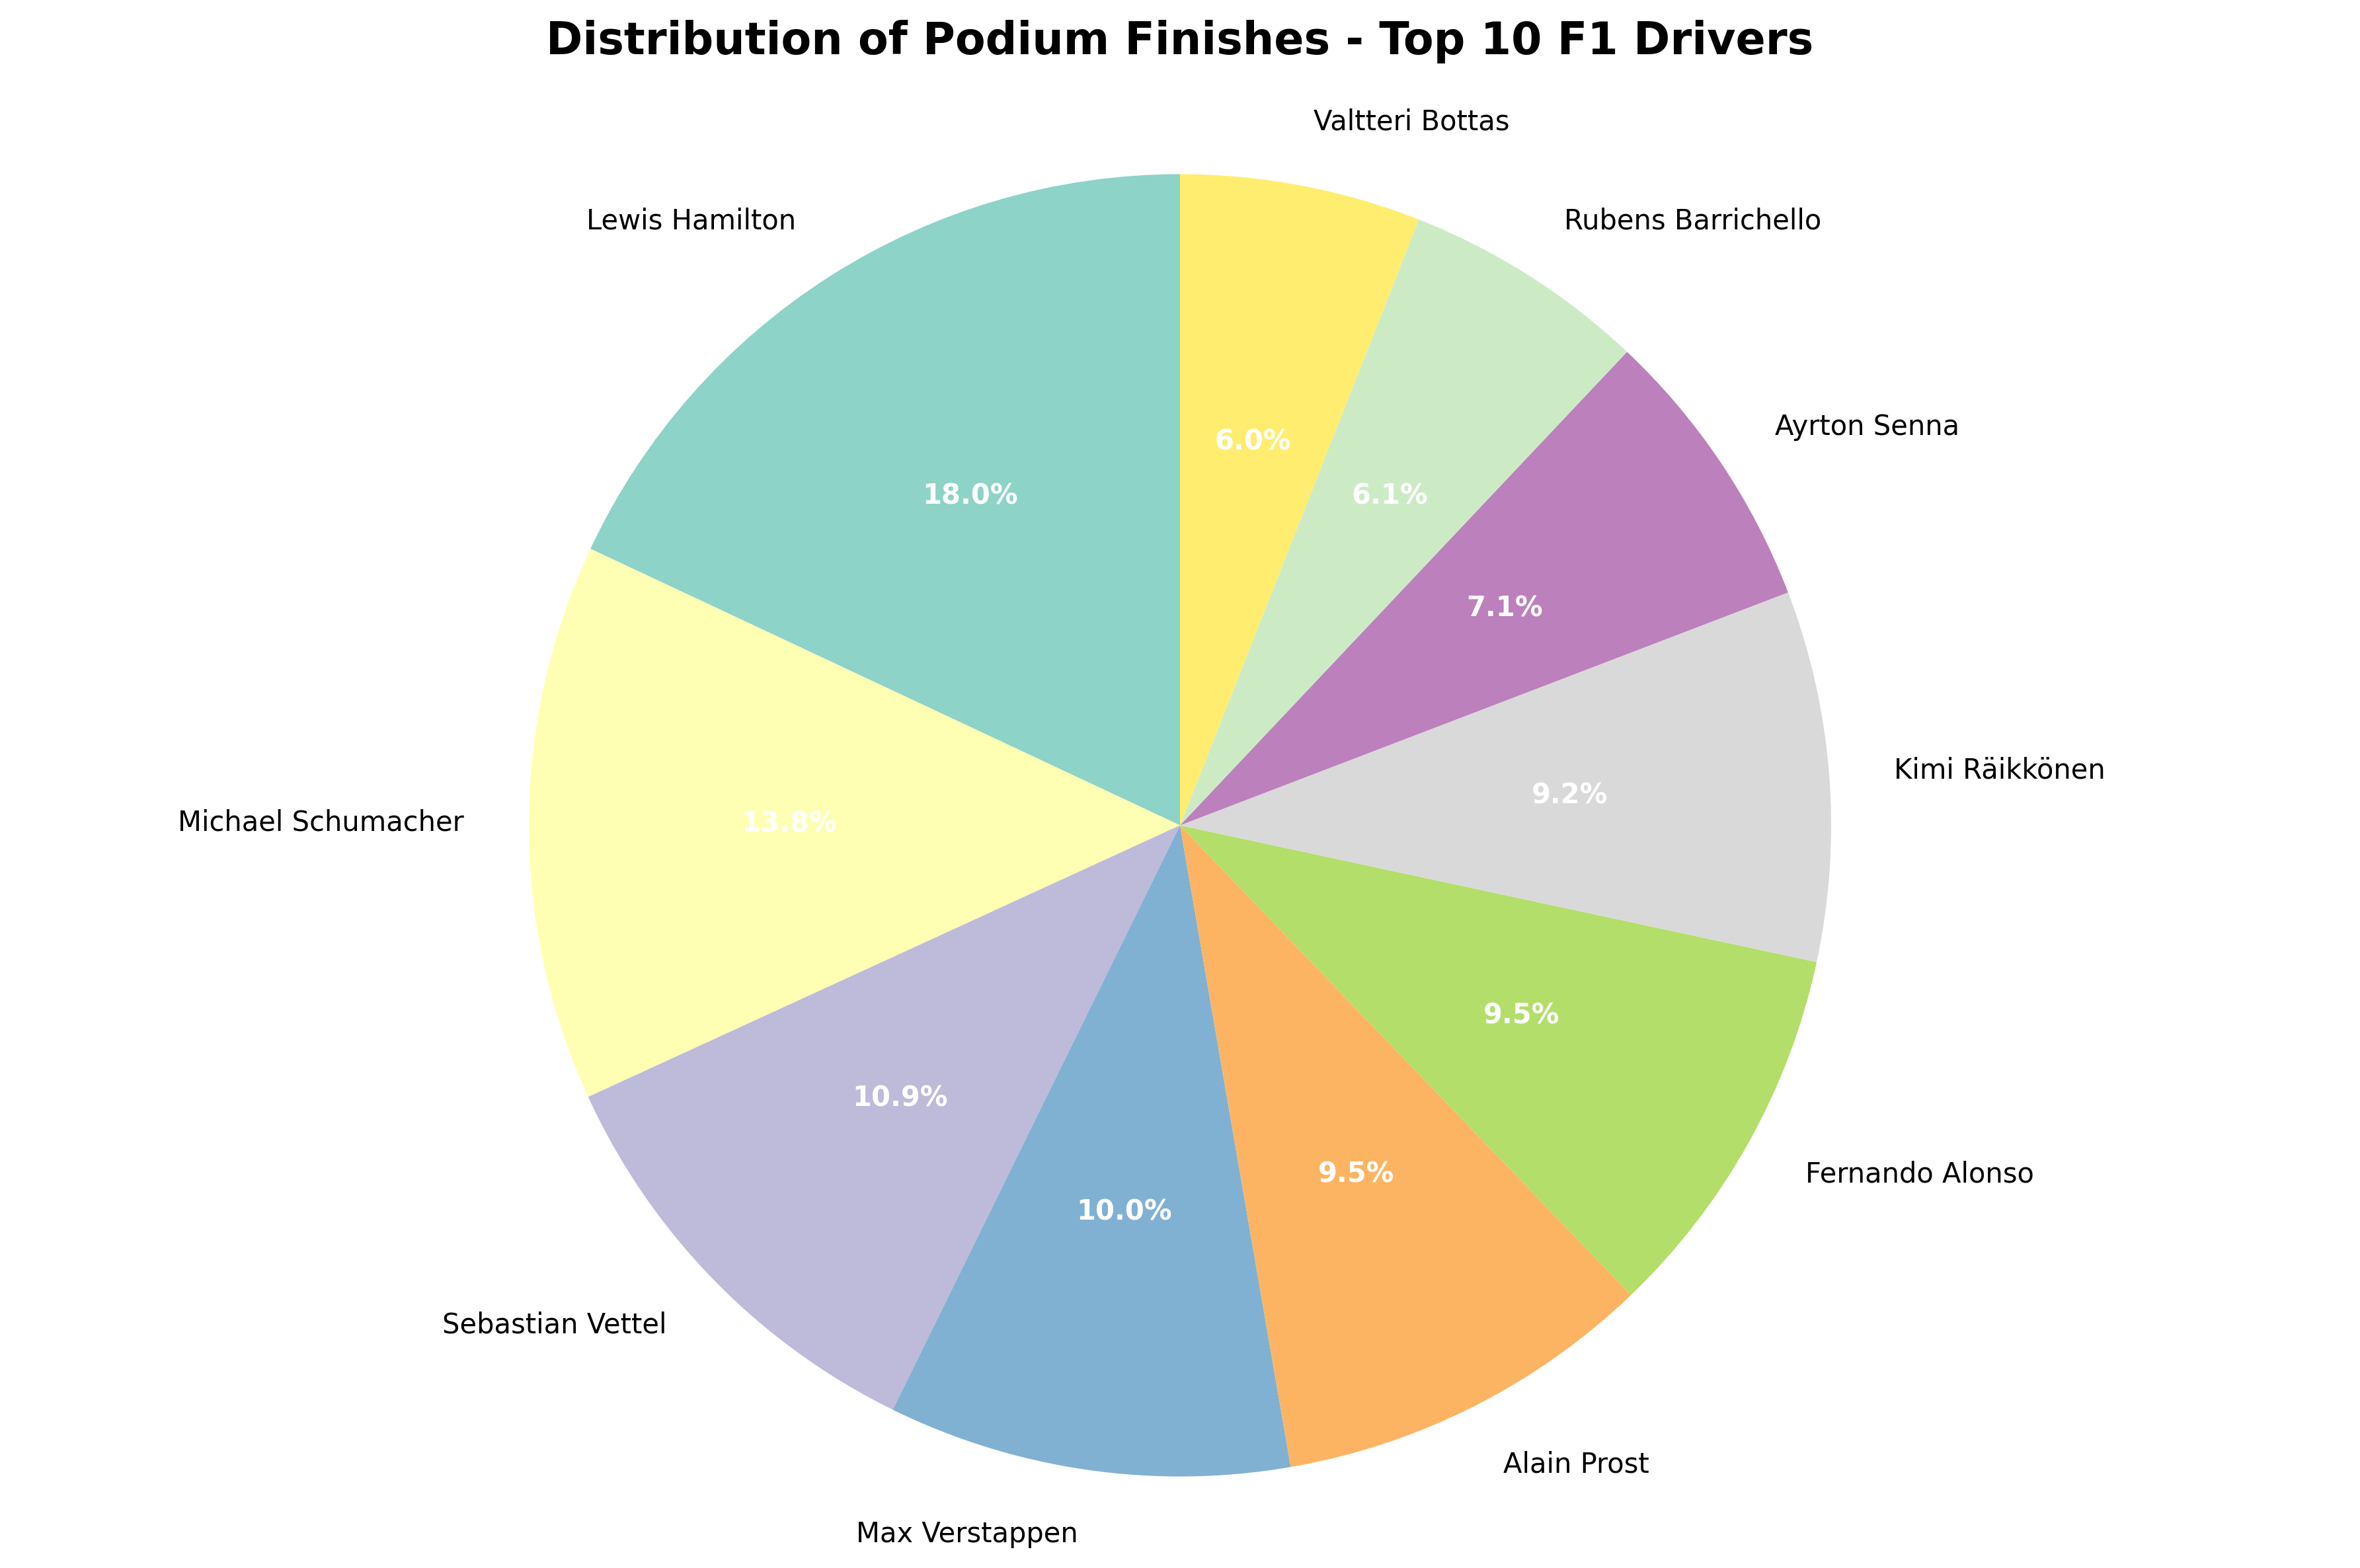 Distribution of Podium Finishes - Top 10 F1 Drivers
Valtteri Bottas
Lewis Hamilton
Rubens Barrichello
Ayrton Senna
6.0%
18.0%
6.1%
7.1%
Kimi Räikkönen
9.2%
Michael Schumacher
13.8%
9.5%
10.9%
9.5%
Fernando Alonso
10.0%
Sebastian Vettel
Alain Prost
Max Verstappen